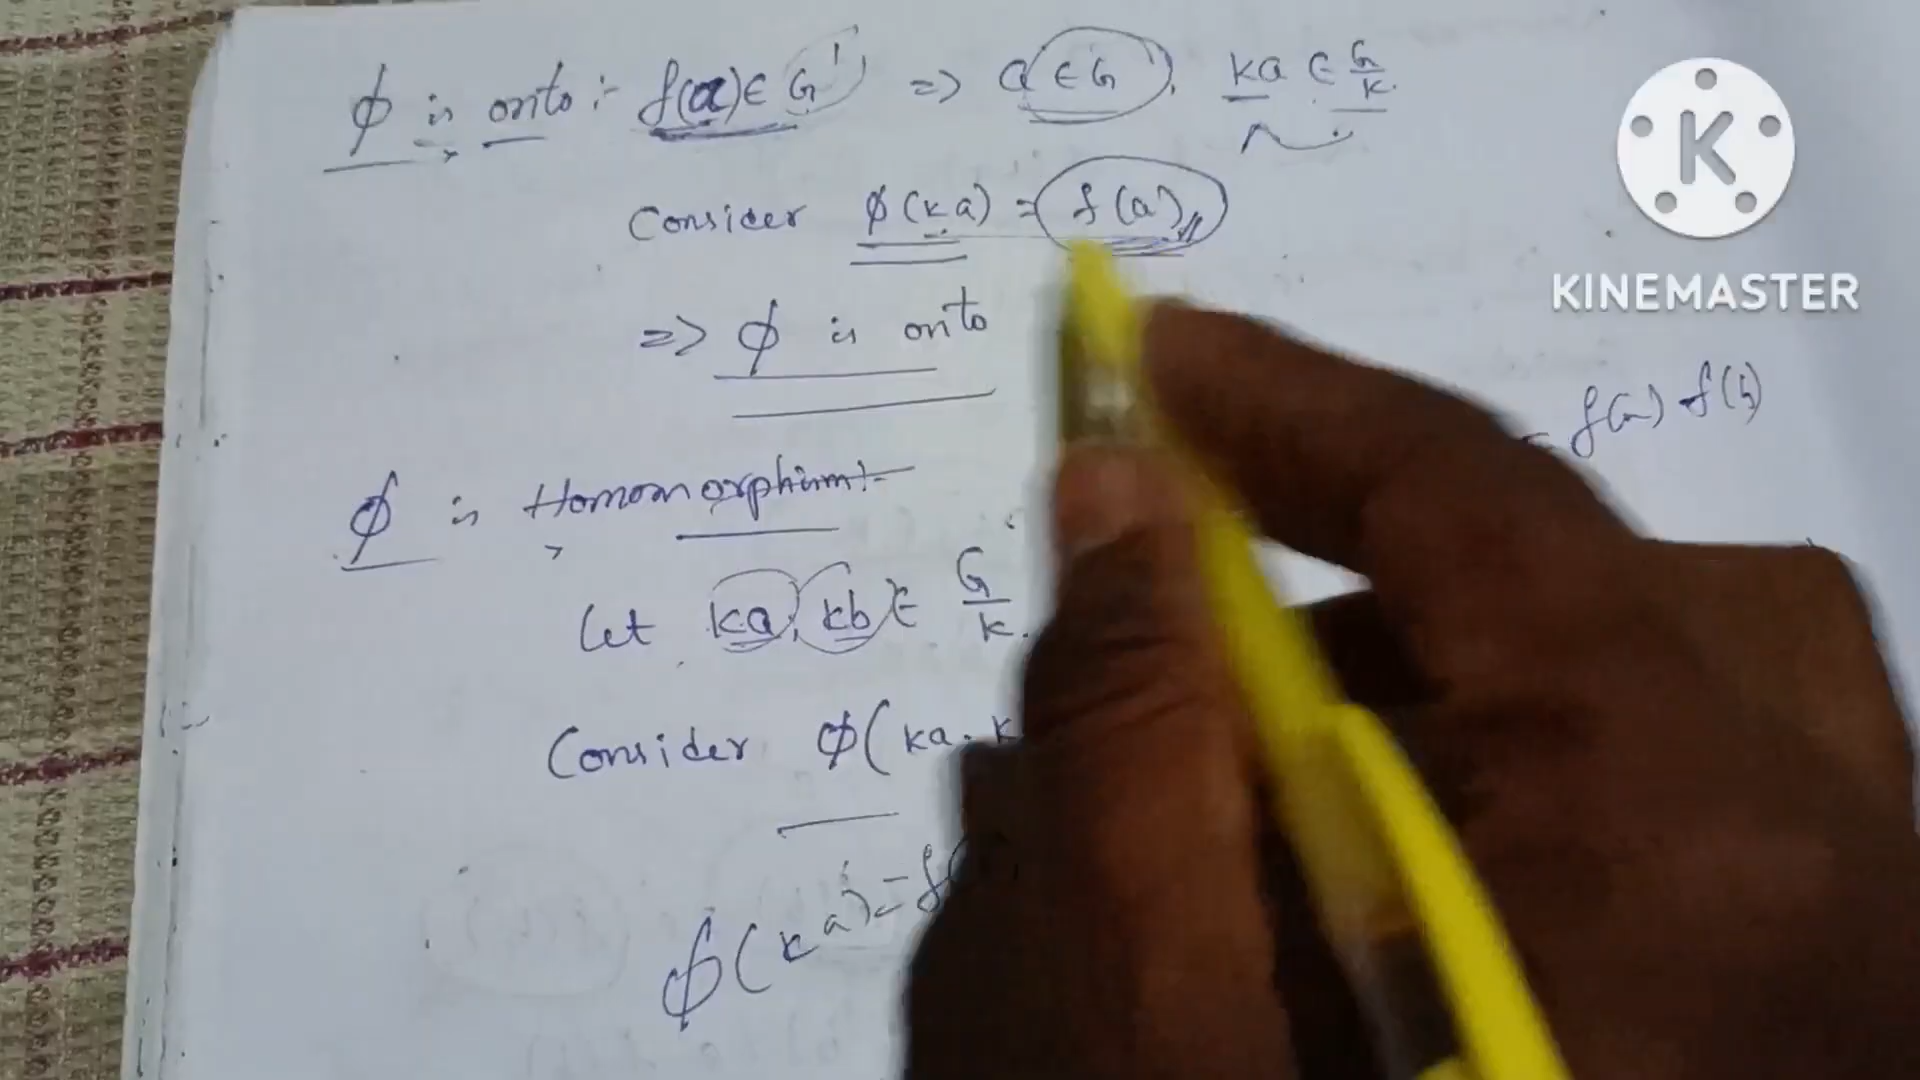 ϕ is onto :- f(a) ∈ G' => a ∈ G, ka ∈ G/k.
Consider ϕ(ka) = f(a)
=> ϕ is onto
= f(a) f(b)
ϕ is Homomorphism:-
Let ka, kb ∈ G/k.
Consider ϕ(ka. k
ϕ(ka) = f(
KINEMASTER